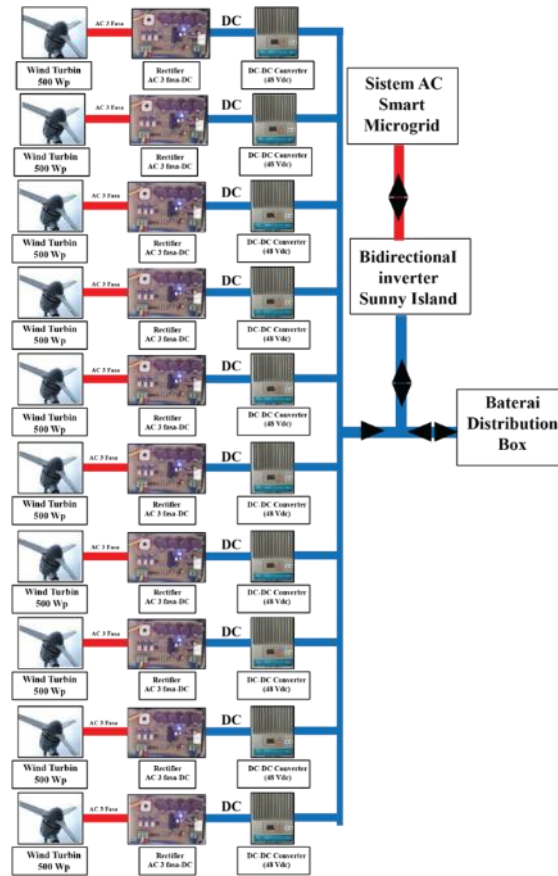 AC 3 Fasa
DC
Wind Turbin
500 Wp
Rectifier
AC 3 fasa-DC
DC-DC Converter
(48 Vdc)
AC 3 Fasa
DC
Wind Turbin
500 Wp
Rectifier
AC 3 fasa-DC
DC-DC Converter
(48 Vdc)
AC 3 Fasa
DC
Wind Turbin
500 Wp
Rectifier
AC 3 fasa-DC
DC-DC Converter
(48 Vdc)
AC 3 Fasa
DC
Wind Turbin
500 Wp
Rectifier
AC 3 fasa-DC
DC-DC Converter
(48 Vdc)
AC 3 Fasa
DC
Wind Turbin
500 Wp
Rectifier
AC 3 fasa-DC
DC-DC Converter
(48 Vdc)
AC 3 Fasa
DC
Wind Turbin
500 Wp
Rectifier
AC 3 fasa-DC
DC-DC Converter
(48 Vdc)
AC 3 Fasa
DC
Wind Turbin
500 Wp
Rectifier
AC 3 fasa-DC
DC-DC Converter
(48 Vdc)
AC 3 Fasa
DC
Wind Turbin
500 Wp
Rectifier
AC 3 fasa-DC
DC-DC Converter
(48 Vdc)
AC 3 Fasa
DC
Wind Turbin
500 Wp
Rectifier
AC 3 fasa-DC
DC-DC Converter
(48 Vdc)
AC 3 Fasa
DC
Wind Turbin
500 Wp
Rectifier
AC 3 fasa-DC
DC-DC Converter
(48 Vdc)
Sistem AC
Smart
Microgrid
Bidirectional
inverter
Sunny Island
Baterai
Distribution
Box